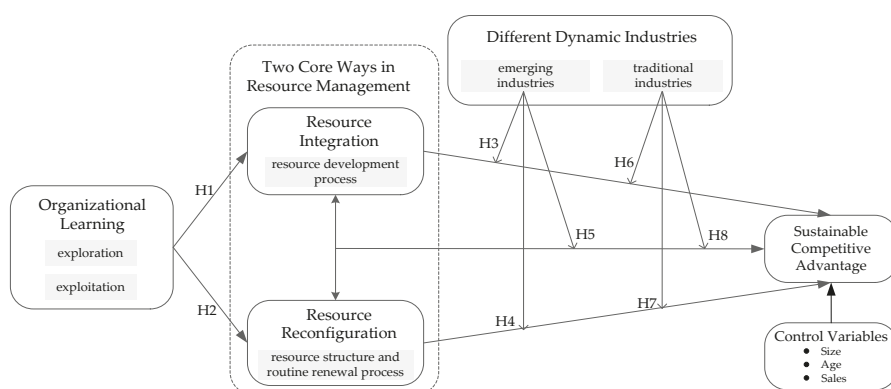 Different Dynamic Industries
emerging
industries
traditional
industries
Two Core Ways in
Resource Management
Resource
Integration
resource development
process
H3
H6
H1
Organizational
Learning
exploration
exploitation
H5
H8
Sustainable
Competitive
Advantage
H2
Resource
Reconfiguration
resource structure and
routine renewal process
H4
H7
Control Variables
● Size
● Age
● Sales